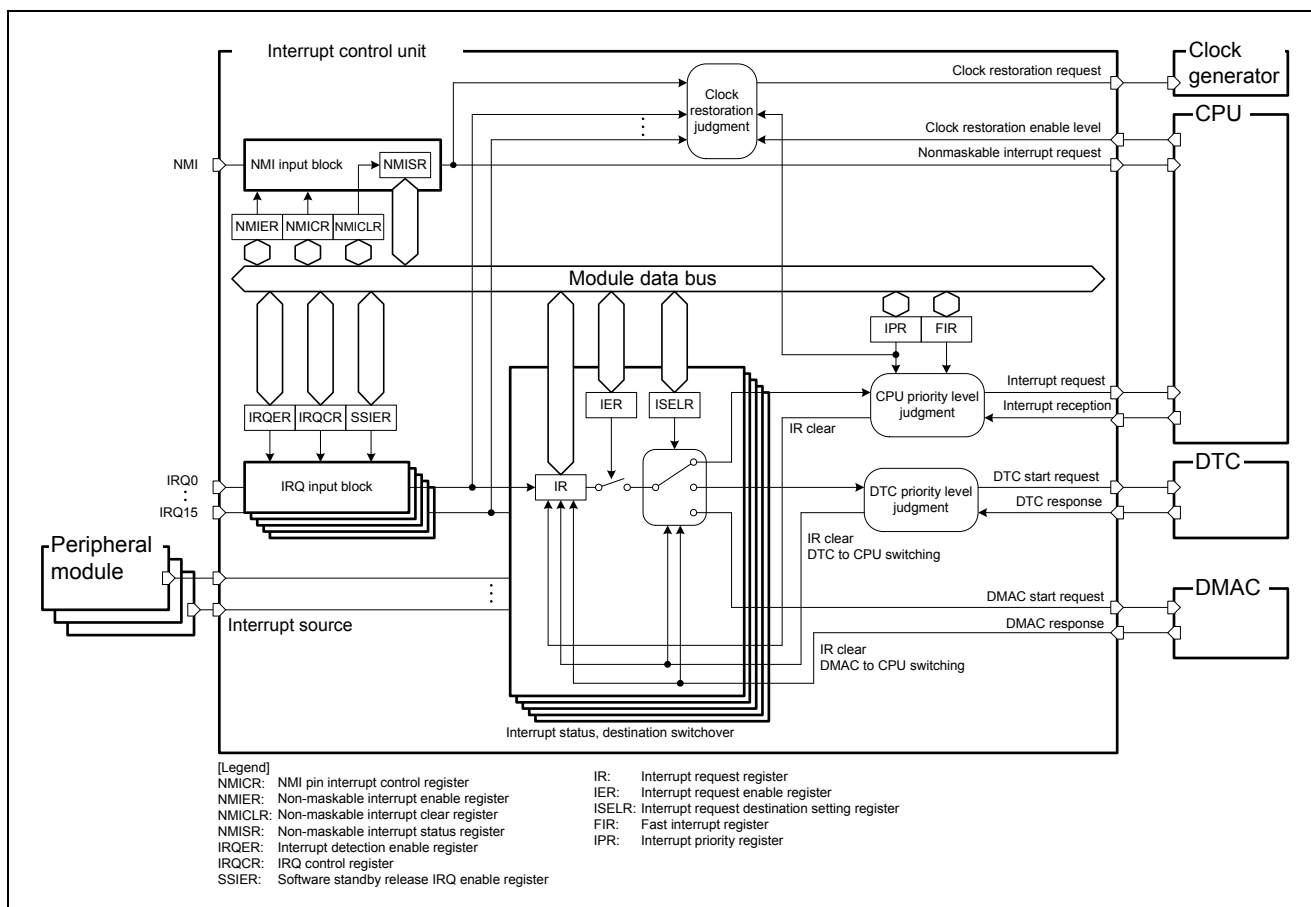 Interrupt control unit
Clock
generator
Clock restoration request
Clock
restoration
judgment
CPU
Clock restoration enable level
Nonmaskable interrupt request
NMI
NMI input block
NMISR
NMIER
NMICR
NMICLR
Module data bus
IPR
FIR
IRQER
IRQCR
SSIER
IER
ISELR
CPU priority level
judgment
Interrupt request
Interrupt reception
IR clear
IRQ0
IRQ15
IRQ input block
IR
DTC priority level
judgment
DTC start request
DTC response
DTC
IR clear
DTC to CPU switching
Peripheral
module
Interrupt source
DMAC start request
DMAC response
DMAC
IR clear
DMAC to CPU switching
Interrupt status, destination switchover
[Legend]
NMICR: NMI pin interrupt control register
NMIER: Non-maskable interrupt enable register
NMICLR: Non-maskable interrupt clear register
NMISR: Non-maskable interrupt status register
IRQER: Interrupt detection enable register
IRQCR: IRQ control register
SSIER: Software standby release IRQ enable register
IR: Interrupt request register
IER: Interrupt request enable register
ISELR: Interrupt request destination setting register
FIR: Fast interrupt register
IPR: Interrupt priority register